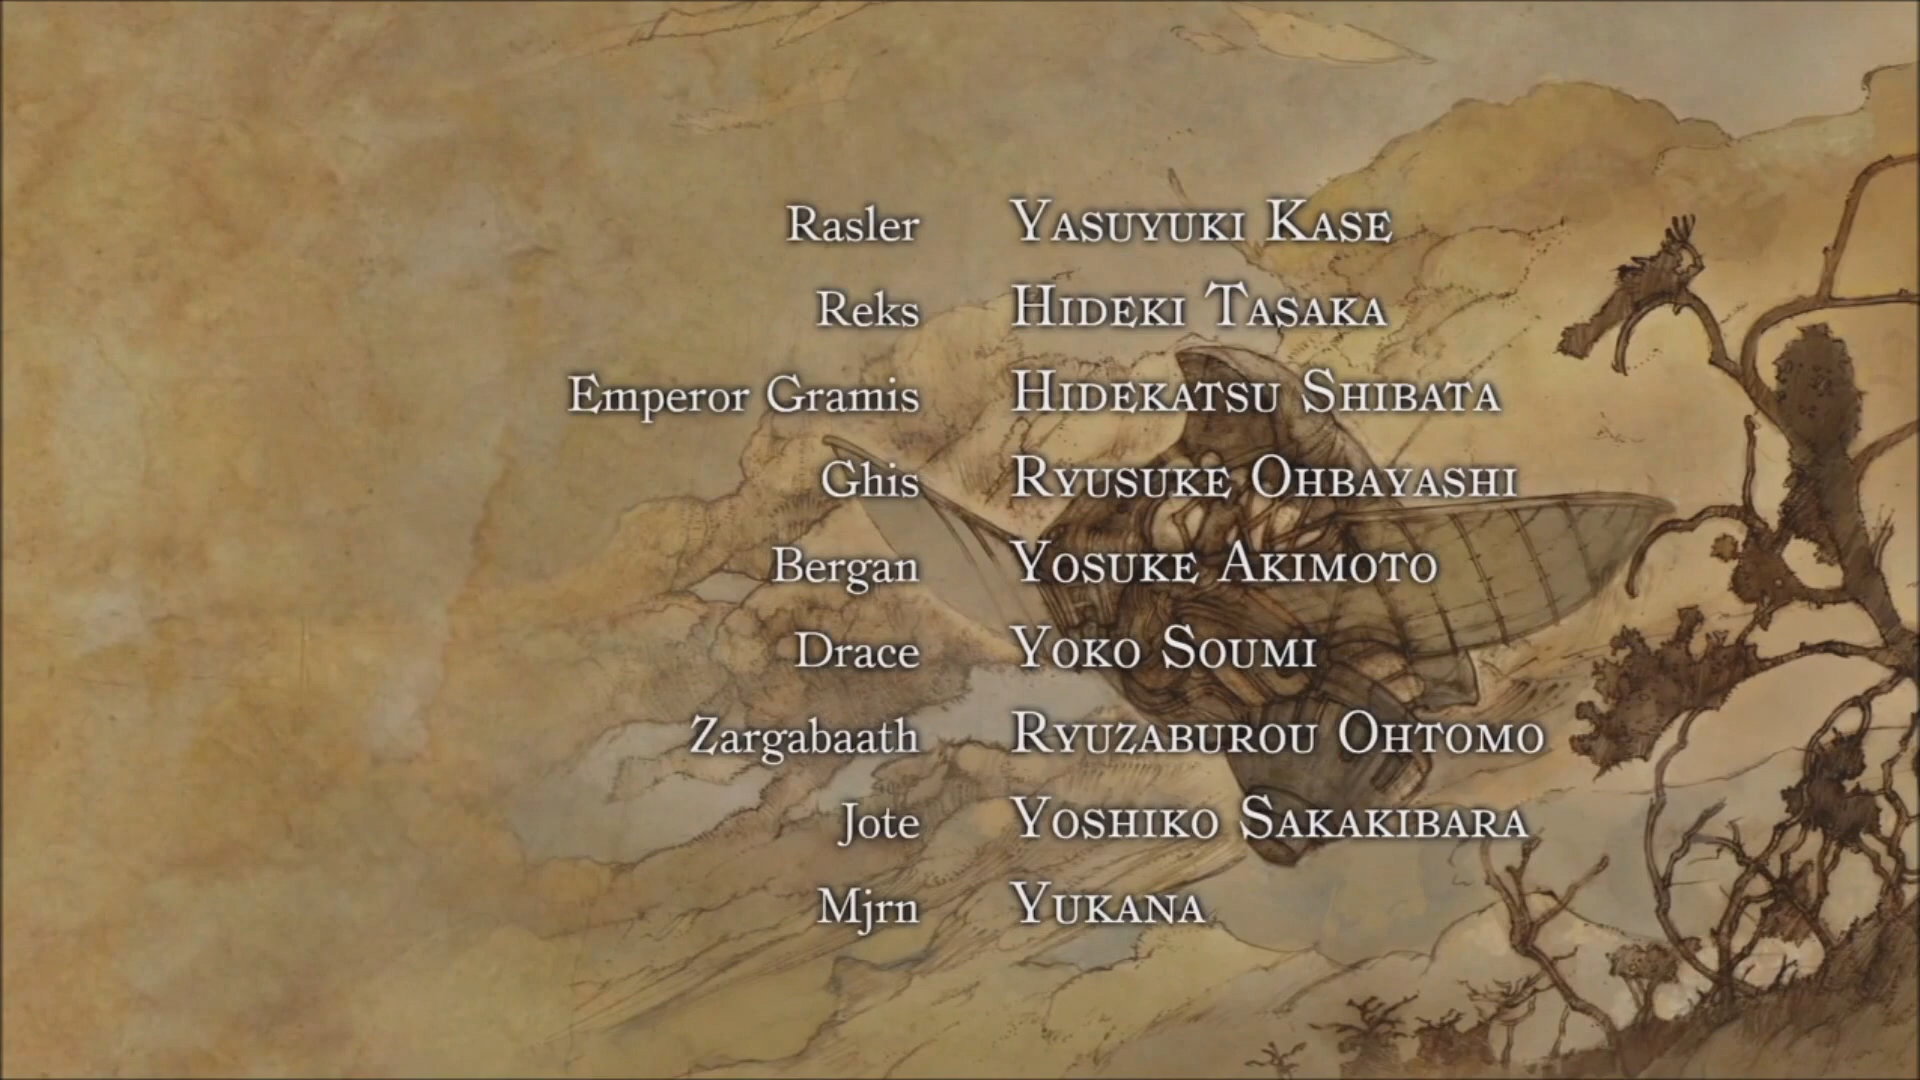 Rasler Yasuyuki Kase
Reks Hideki Tasaka
Emperor Gramis Hidekatsu Shibata
Ghis Ryusuke Ohbayashi
Bergan Yosuke Akimoto
Drace Yoko Soumi
Zargabaath Ryuzaburou Ohtomo
Jote Yoshiko Sakakibara
Mjrn Yukana